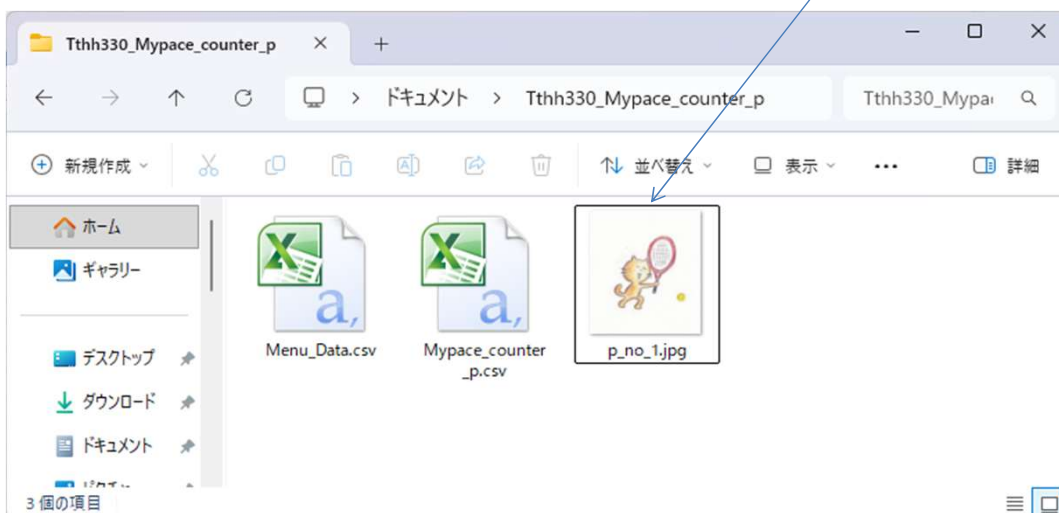 Tthh330_Mypace_counter_p
ドキュメント > Tthh330_Mypace_counter_p
Tthh330_Mypa
新規作成
並べ替え
表示
詳細
ホーム
ギャラリー
デスクトップ
ダウンロード
ドキュメント
Menu_Data.csv
Mypace_counter
_p.csv
p_no_1.jpg
3 個の項目